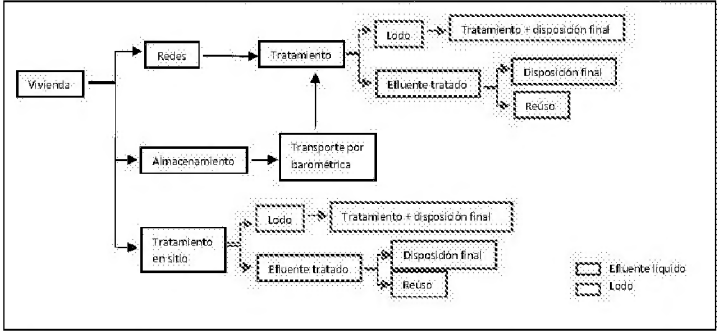 Vivienda
Redes
Tratamiento
Lodo
Tratamiento + disposición final
Efluente tratado
Disposición final
Reúso
Almacenamiento
Transporte por
barométrica
Tratamiento
en sitio
Lodo
Tratamiento + disposición final
Efluente tratado
Disposición final
Reúso
Efluente líquido
Lodo